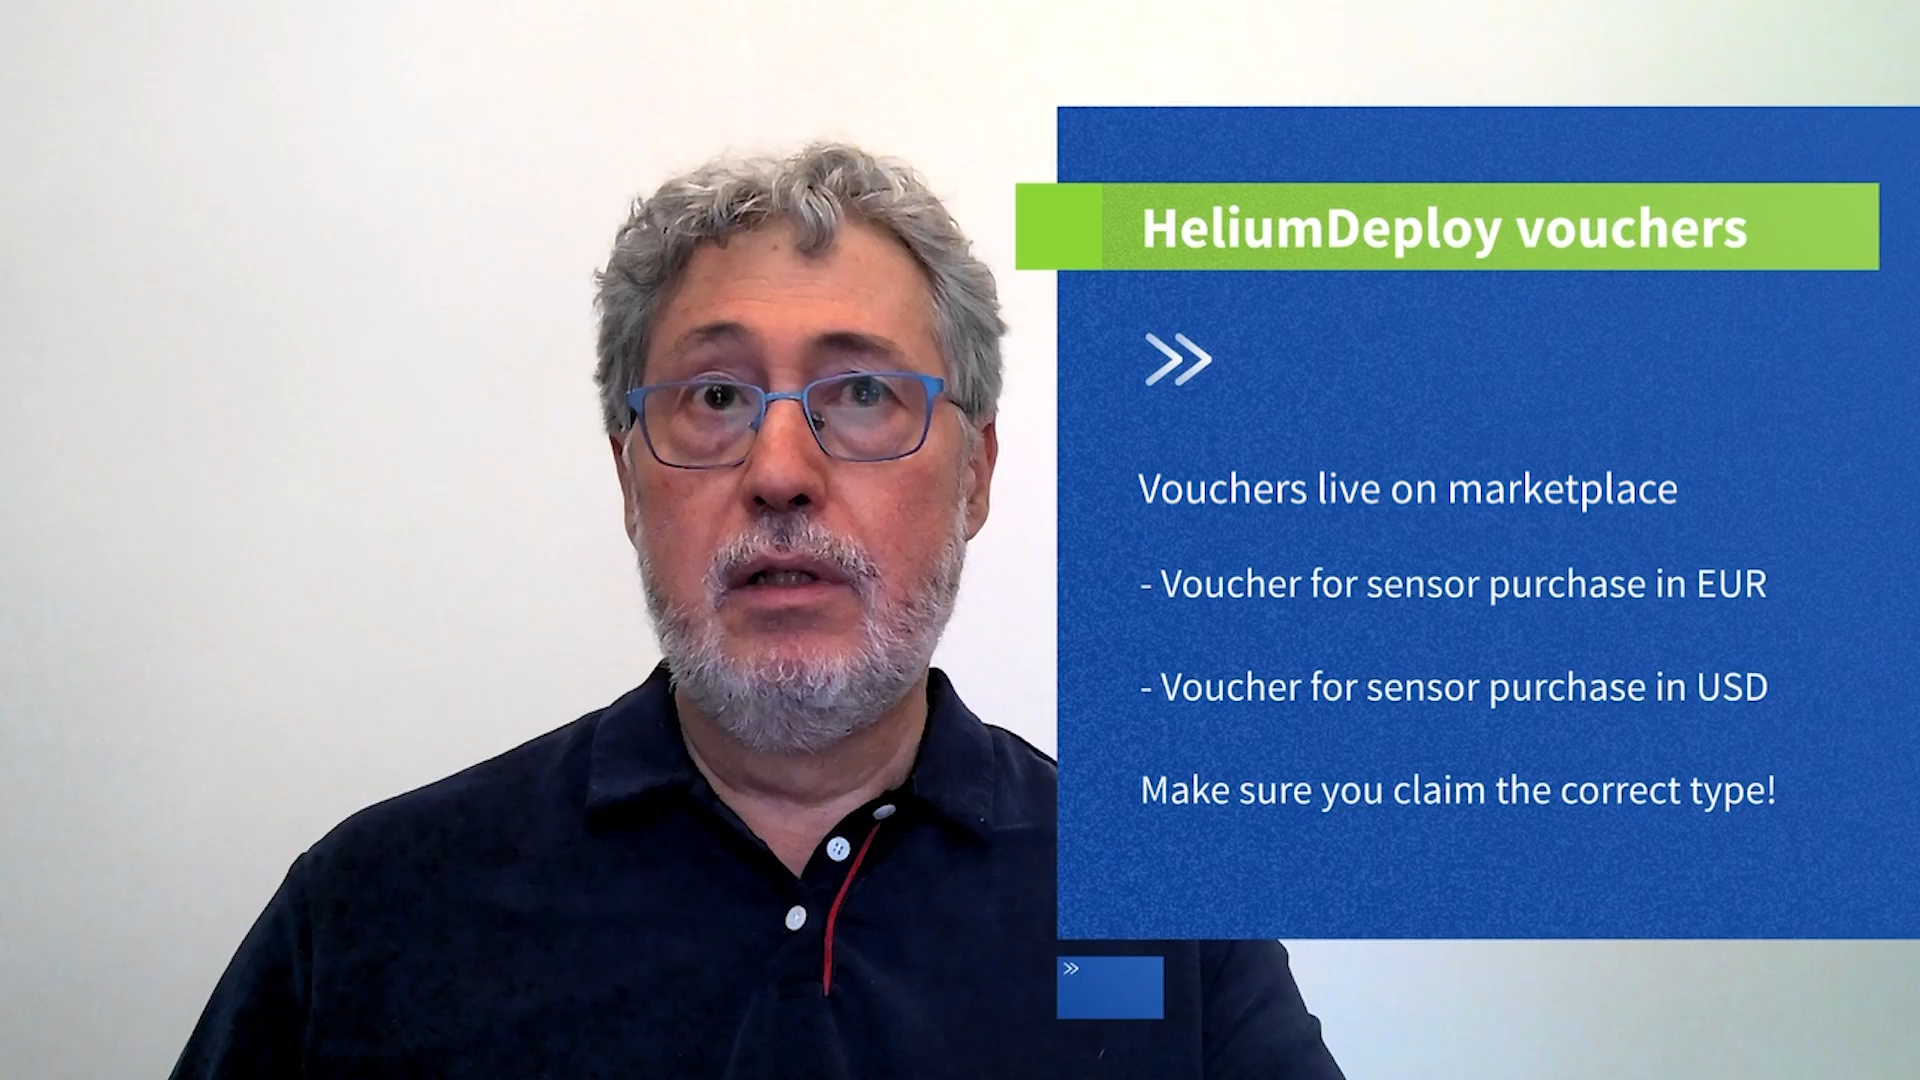 HeliumDeploy vouchers
Vouchers live on marketplace
- Voucher for sensor purchase in EUR
- Voucher for sensor purchase in USD
Make sure you claim the correct type!